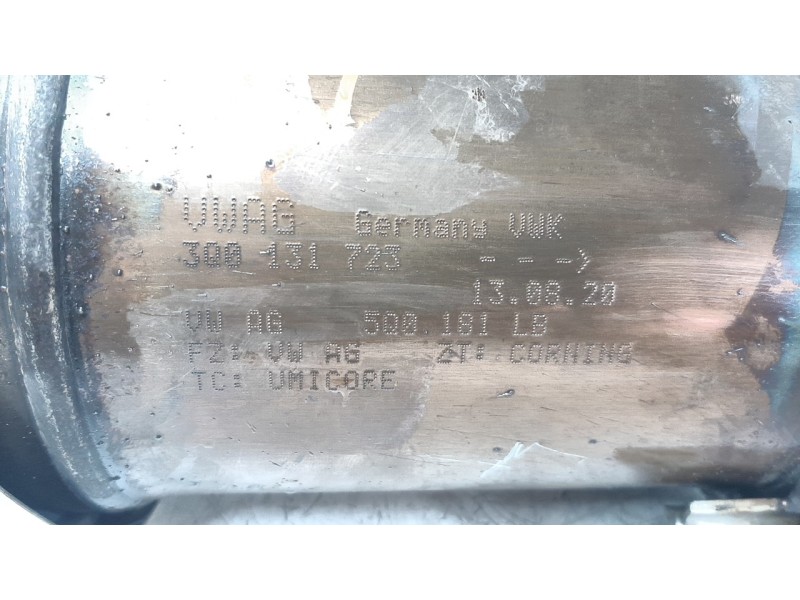 VWAG Germany VWK
3Q0 131 723 - - ->
13.08.20
VW AG 5Q0 181 LB
FZ: VW AG ZT: CORNING
TC: UMICORE